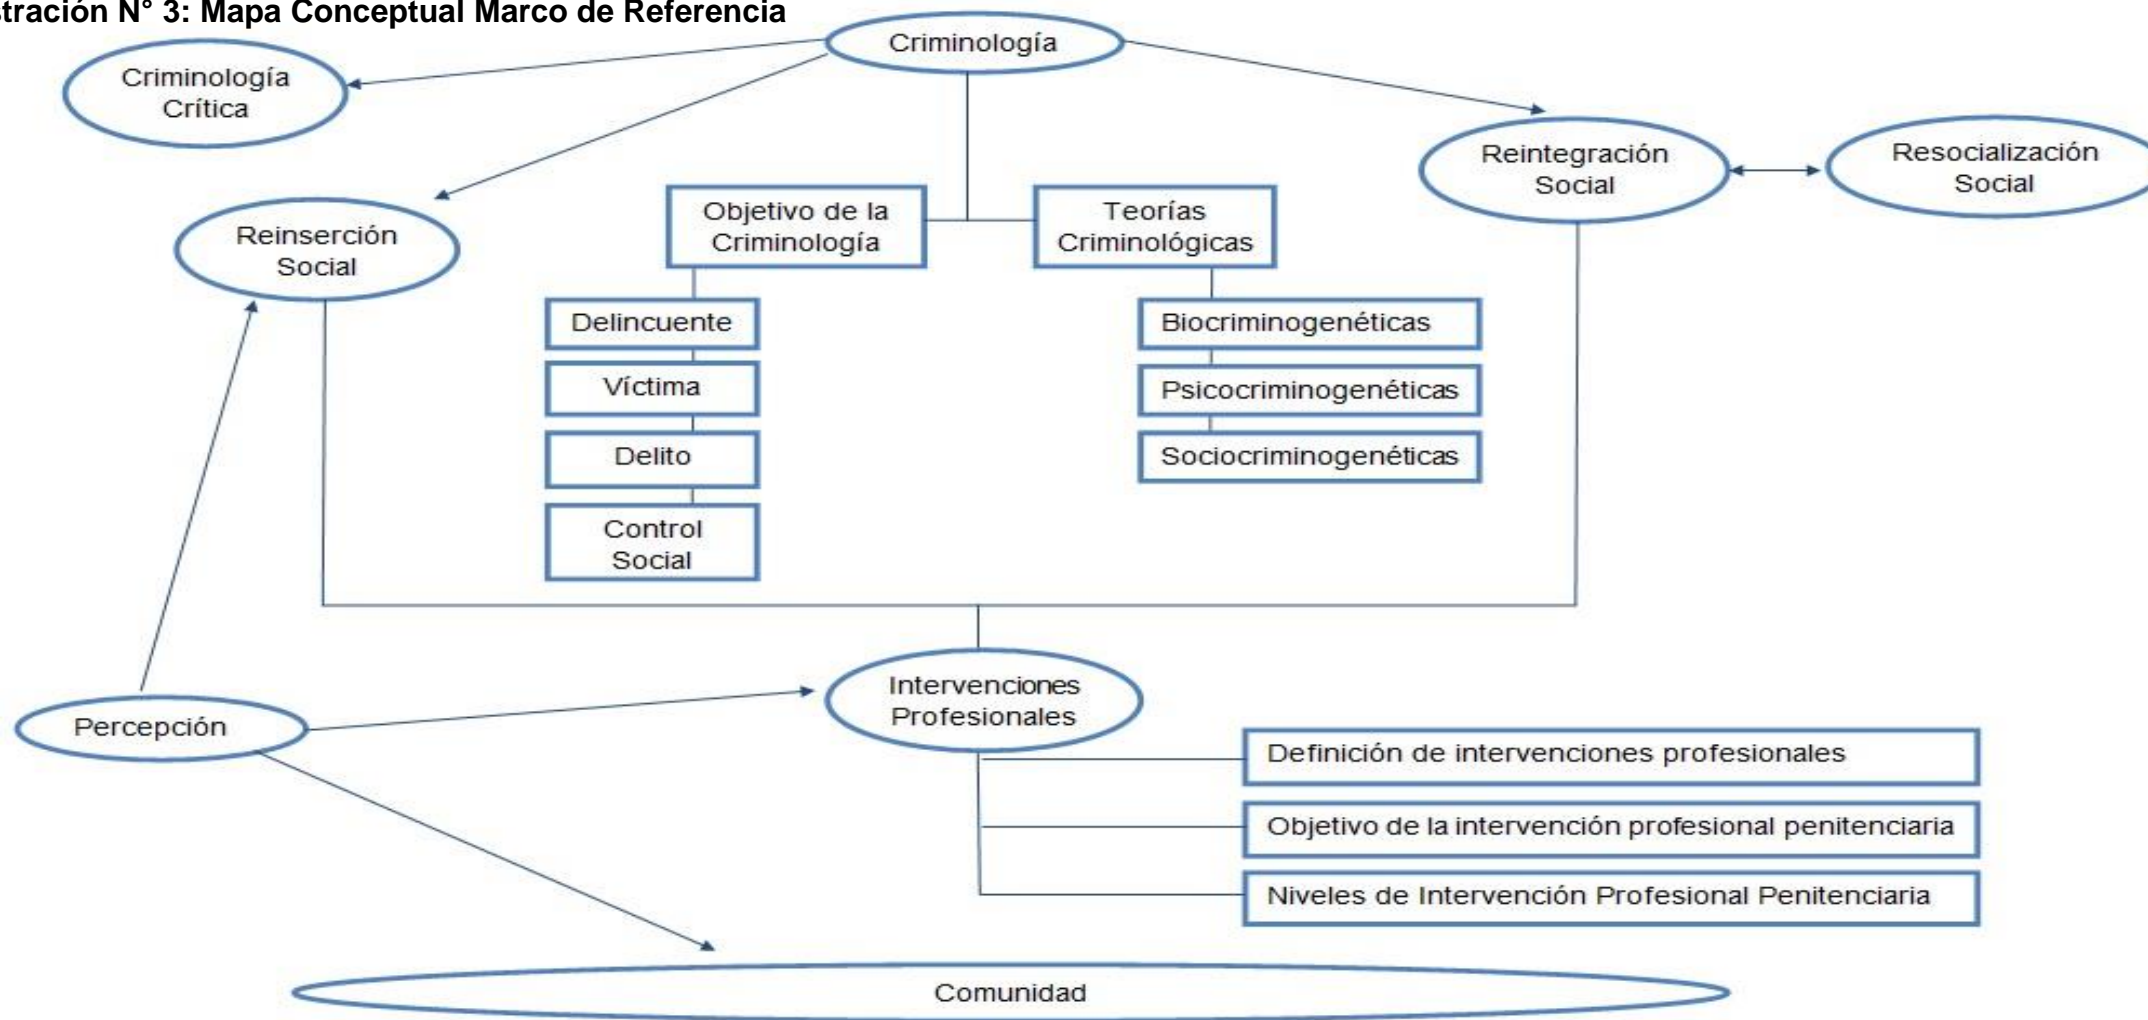 stración N° 3: Mapa Conceptual Marco de Referencia
Criminología
Criminología
Crítica
Reintegración
Social
Resocialización
Social
Reinserción
Social
Objetivo de la
Criminología
Teorías
Criminológicas
Delincuente
Víctima
Delito
Control
Social
Biocriminogenéticas
Psicocriminogenéticas
Sociocriminogenéticas
Percepción
Intervenciones
Profesionales
Definición de intervenciones profesionales
Objetivo de la intervención profesional penitenciaria
Niveles de Intervención Profesional Penitenciaria
Comunidad